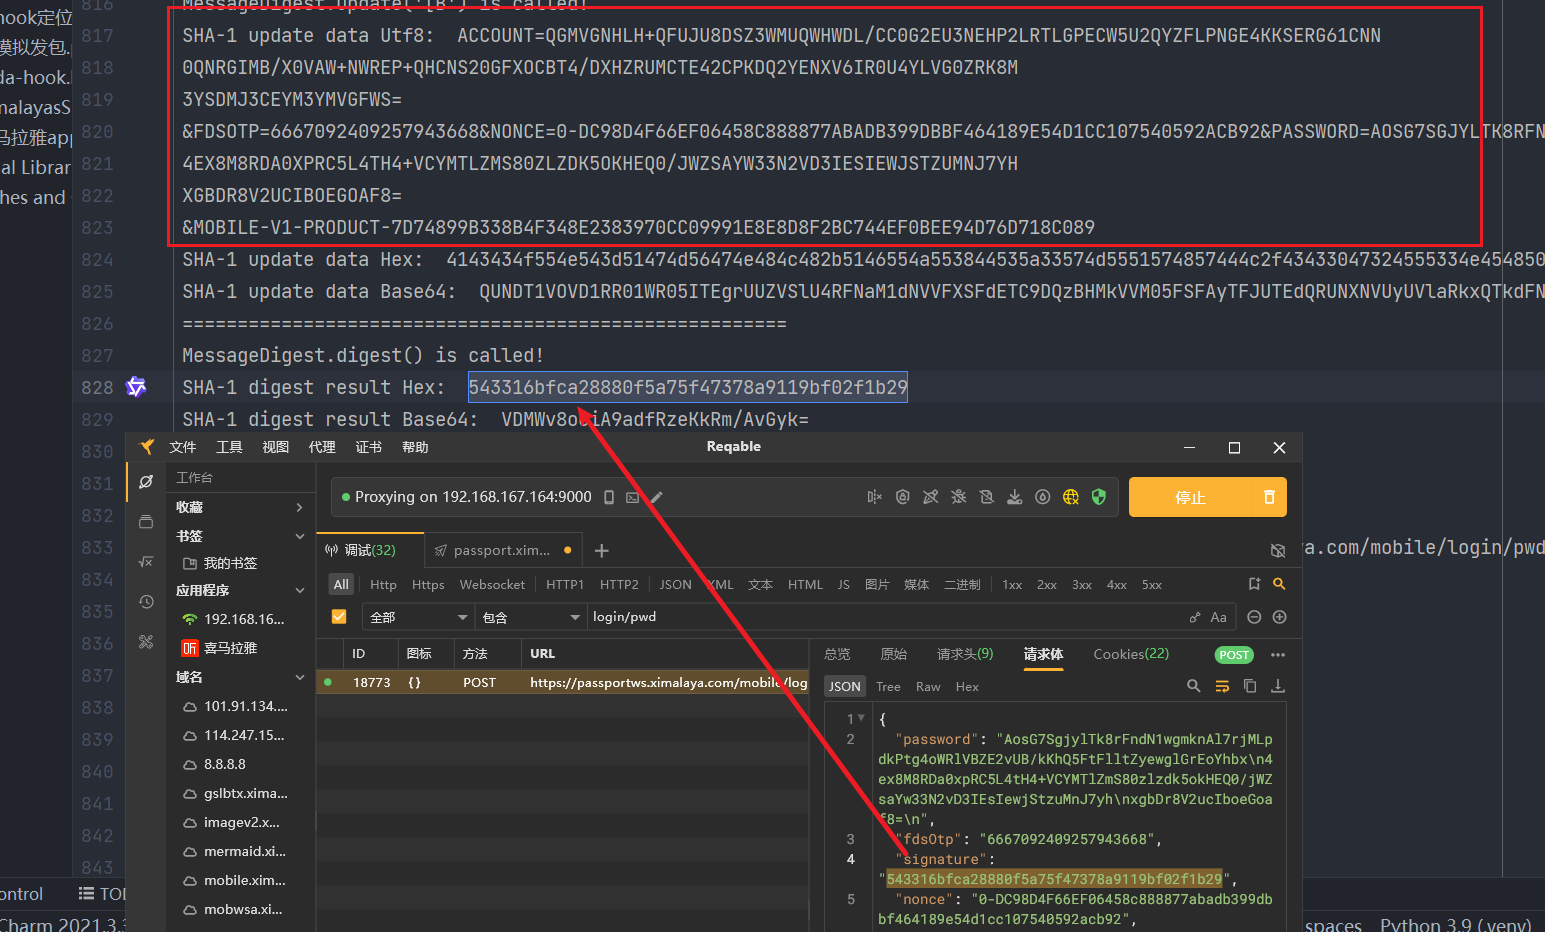 816 MessageDigest.update('[B') is called!
hook定位
817 SHA-1 update data Utf8:  ACCOUNT=QGMVGNHLH+QFUJU8DSZ3WMUQWHWDL/CC0G2EU3NEHP2LRTLGPECW5U2QYZFLPNGE4KKSERG61CNN
模拟发包.
818 0QNRGIMB/X0VAW+NWREP+QHCNS20GFXOCBT4/DXHZRUMCTE42CPKDQ2YENXV6IR0U4YLVG0ZRK8M
da-hook.
819 3YSDMJ3CEYM3YMVGFWS=
malayasS
820 &FDSOTP=6667092409257943668&NONCE=0-DC98D4F66EF06458C888877ABADB399DBBF464189E54D1CC107540592ACB92&PASSWORD=AOSG7SGJYLTK8RFN
马拉雅app
821 4EX8M8RDA0XPRC5L4TH4+VCYMTLZMS80ZLZDK5OKHEQ0/JWZSAYW33N2VD3IESIEWJSTZUMNJ7YH
al Librar
822 XGBDR8V2UCIBOEGOAF8=
hes and
823 &MOBILE-V1-PRODUCT-7D74899B338B4F348E2383970CC09991E8E8D8F2BC744EF0BEE94D76D718C089
824 SHA-1 update data Hex:  4143434f554e543d51474d56474e484c482b5146554a553844535a33574d5551574857444c2f43433047324555334e454850
825 SHA-1 update data Base64:  QUNDT1VOVD1RR01WR05ITEgrUUZVSlU4RFNaM1dNVVFXSFdETC9DQzBHMkVVM05FSFAyTFJUTEdQRUNXNVUyUVlaRkxQTkdFN
826 =======================================================
827 MessageDigest.digest() is called!
828 SHA-1 digest result Hex:  543316bfca28880f5a75f47378a9119bf02f1b29
829 SHA-1 digest result Base64:  VDMWv8ooiA9adfRzeKkRm/AvGyk=
830
831
832
833 a.com/mobile/login/pwd
834
835
836
837
838
839
840
841
842
843
文件 工具 视图 代理 证书 帮助 Reqable
工作台
收藏
书签
我的书签
应用程序
192.168.16...
听 喜马拉雅
域名
101.91.134....
114.247.15...
8.8.8.8
gslbtx.xima...
imagev2.x...
mermaid.xi...
mobile.xim...
mobwsa.xi...
Proxying on 192.168.167.164:9000 停止
调试(32) passport.xim...
All Http Https Websocket HTTP1 HTTP2 JSON XML 文本 HTML JS 图片 媒体 二进制 1xx 2xx 3xx 4xx 5xx
全部 包含 login/pwd Aa
ID 图标 方法 URL
18773 {} POST https://passportws.ximalaya.com/mobile/log
总览 原始 请求头(9) 请求体 Cookies(22) POST
JSON Tree Raw Hex
1 {
2 "password": "AosG7SgjylTk8rFndN1wgmknAl7rjMLp
dkPtg4oWRlVBZE2vUB/kKhQ5FtFlltZyewglGrEoYhbx\n4
ex8M8RDa0xpRC5L4tH4+VCYMTlZmS80zlzdk5okHEQ0/jWZ
saYw33N2vD3IEsIewjStzuMnJ7yh\nxgbDr8V2ucIboeGoa
f8=\n",
3 "fdsOtp": "6667092409257943668",
4 "signature":
"543316bfca28880f5a75f47378a9119bf02f1b29",
5 "nonce": "0-DC98D4F66EF06458c888877abadb399db
bf464189e54d1cc107540592acb92",
ontrol TO
Charm 2021.3.3 spaces Python 3.9 (.venv)